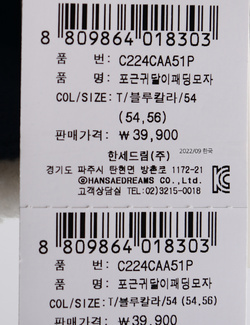 8 809864 018303
품 번: C224CAA51P
품 명: 포근귀달이패딩모자
COL/SIZE: T/블루칼라/54
(54,56)
판매가격: ₩39,900
한세드림(주) 2022/09 한국
경기도 파주시 탄현면 방촌로 1172-21
@HANSAEDREAMS CO.,Ltd.
고객상담실 TEL:02)3215-0018
8 809864 018303
품 번: C224CAA51P
품 명: 포근귀달이패딩모자
COL/SIZE: T/블루칼라/54 (54,56)
판매가격: ₩39,900